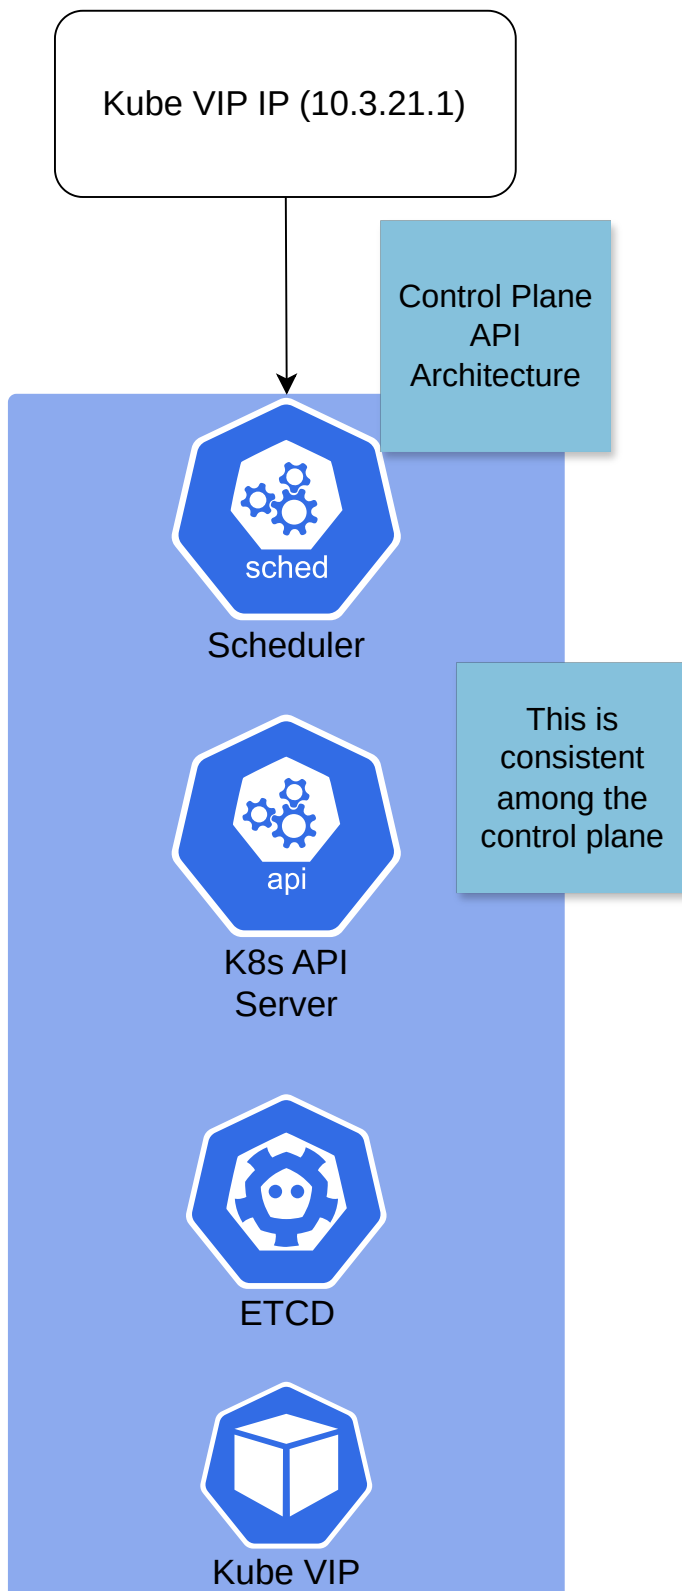 Kube VIP IP (10.3.21.1)
Control Plane
API
Architecture
sched
Scheduler
This is
consistent
among the
control plane
api
K8s API
Server
ETCD
Kube VIP